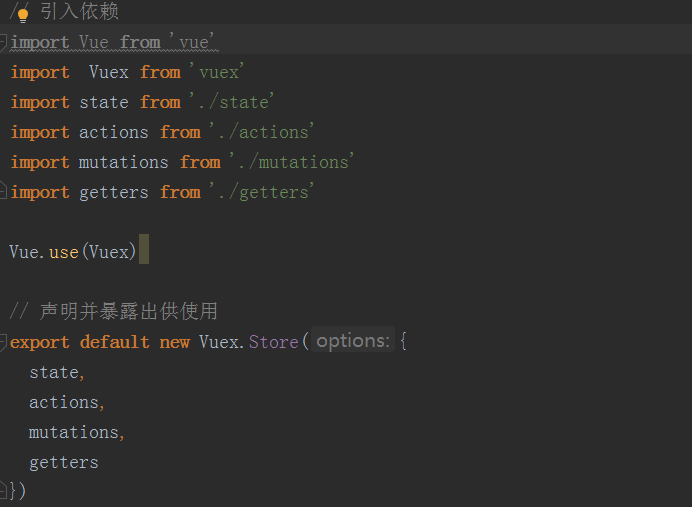 // 引入依赖
import Vue from 'vue'
import  Vuex from 'vuex'
import state from './state'
import actions from './actions'
import mutations from './mutations'
import getters from './getters'

Vue.use(Vuex)

// 声明并暴露出供使用
export default new Vuex.Store( options: {
  state,
  actions,
  mutations,
  getters
})